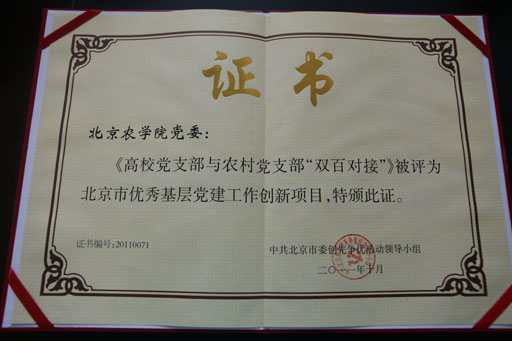 证书
北京农学院党委：
《高校党支部与农村党支部“双百对接”》被评为
北京市优秀基层党建工作创新项目，特颁此证。
证书编号：20110071
中共北京市委创先争优活动领导小组
二〇一一年十月